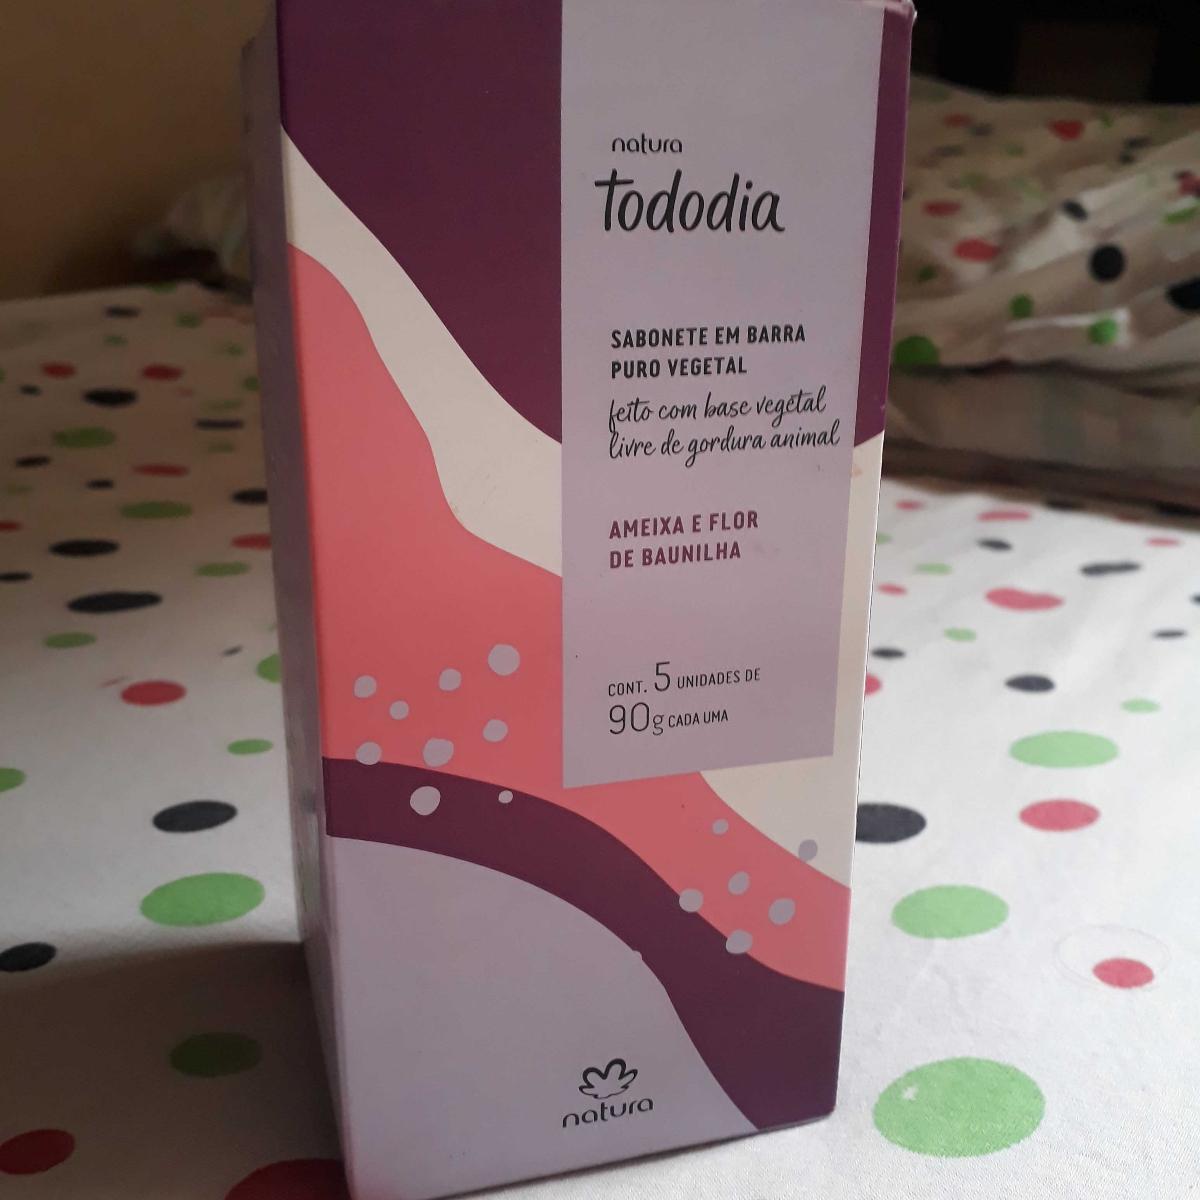 natura
tododia
SABONETE EM BARRA
PURO VEGETAL
feito com base vegetal
livre de gordura animal
AMEIXA E FLOR
DE BAUNILHA
CONT. 5 UNIDADES DE
90g CADA UMA
natura